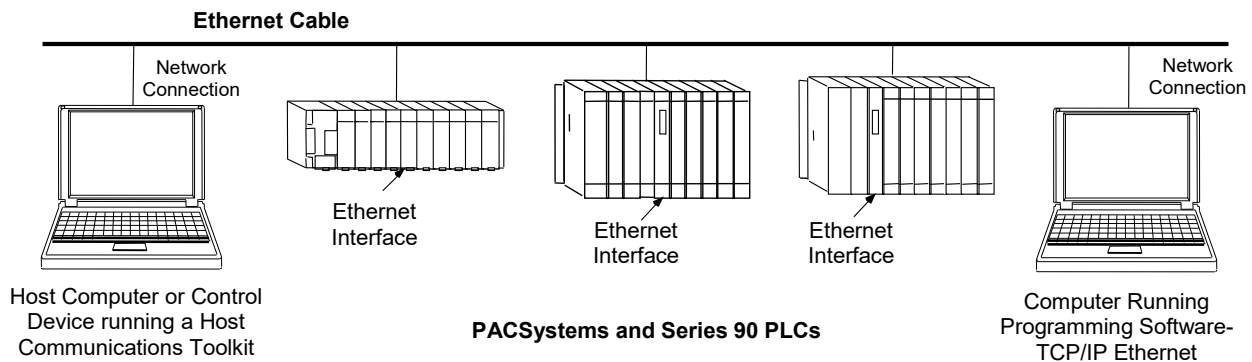 Ethernet Cable
Network
Connection
Network
Connection
Ethernet
Interface
Ethernet
Interface
Ethernet
Interface
Host Computer or Control
Device running a Host
Communications Toolkit
PACSystems and Series 90 PLCs
Computer Running
Programming Software-
TCP/IP Ethernet